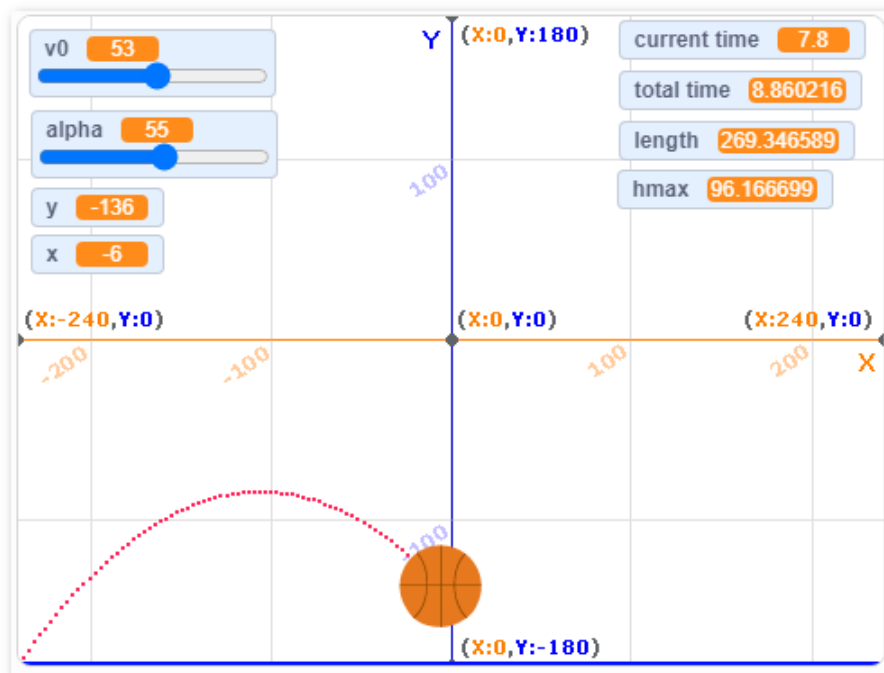 v0 53
alpha 55
y -136
x -6
Y
(X:0,Y:180)
current time 7.8
total time 8.860216
length 269.346589
hmax 96.166699
100
(X:-240,Y:0)
(X:0,Y:0)
(X:240,Y:0)
-200
-100
100
200
X
-100
(X:0,Y:-180)